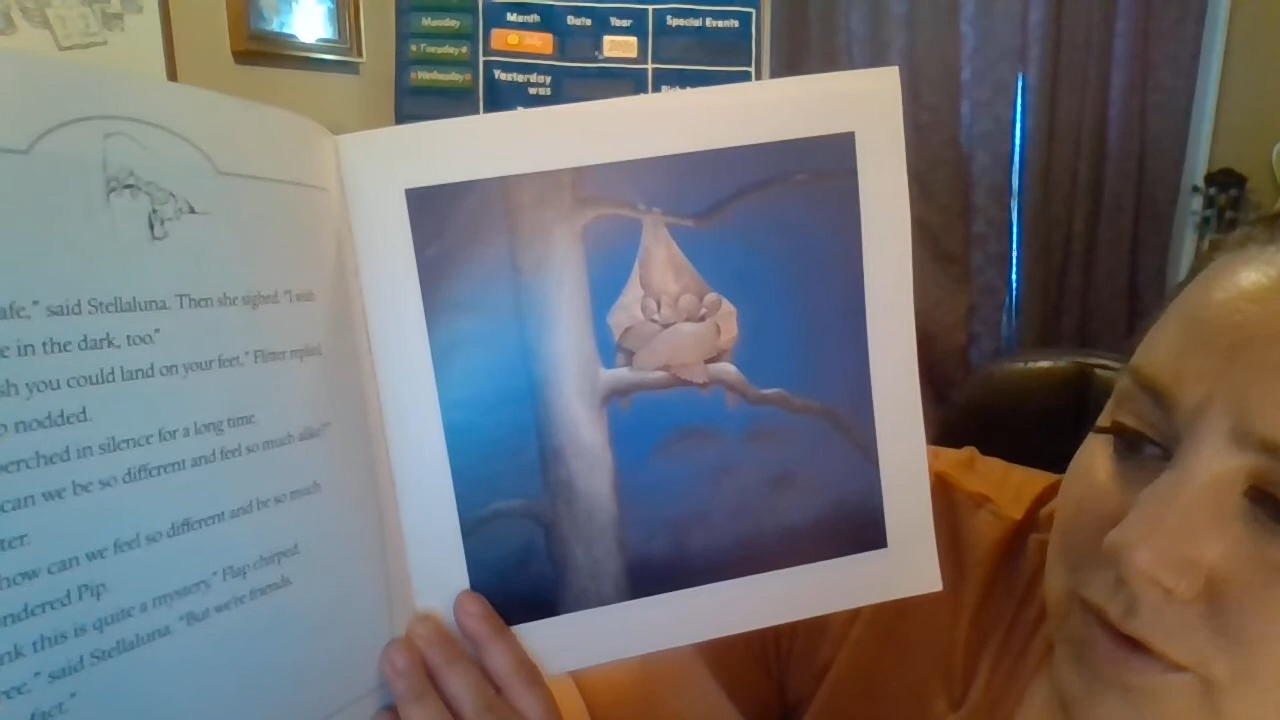 Monday
Tuesday
Wednesday
Month
Date
Year
Special Events
July
Yesterday
was
afe," said Stellaluna. Then she sighed. "I wish
e in the dark, too."
sh you could land on your feet," Flitter replied.
p nodded.
perched in silence for a long time.
can we be so different and feel so much alike?"
ter.
how can we feel so different and be so much
ndered Pip.
nk this is quite a mystery," Flap chirped.
ree," said Stellaluna. "But we're friends.
fact."